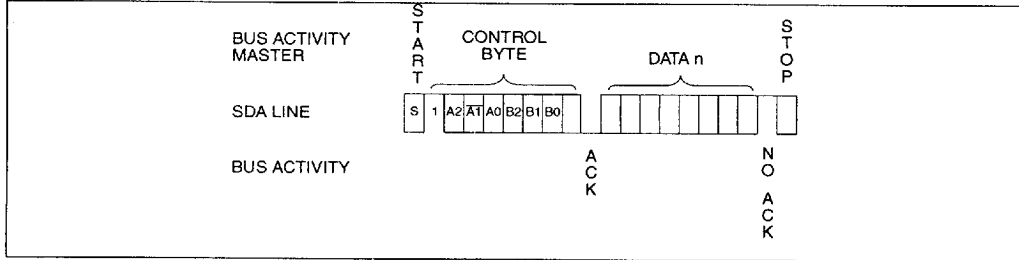 BUS ACTIVITY
MASTER
START
CONTROL
BYTE
DATA n
STOP
SDA LINE
S 1 A2 A̅1̅ A0 B2 B1 B0
BUS ACTIVITY
ACK
NO ACK